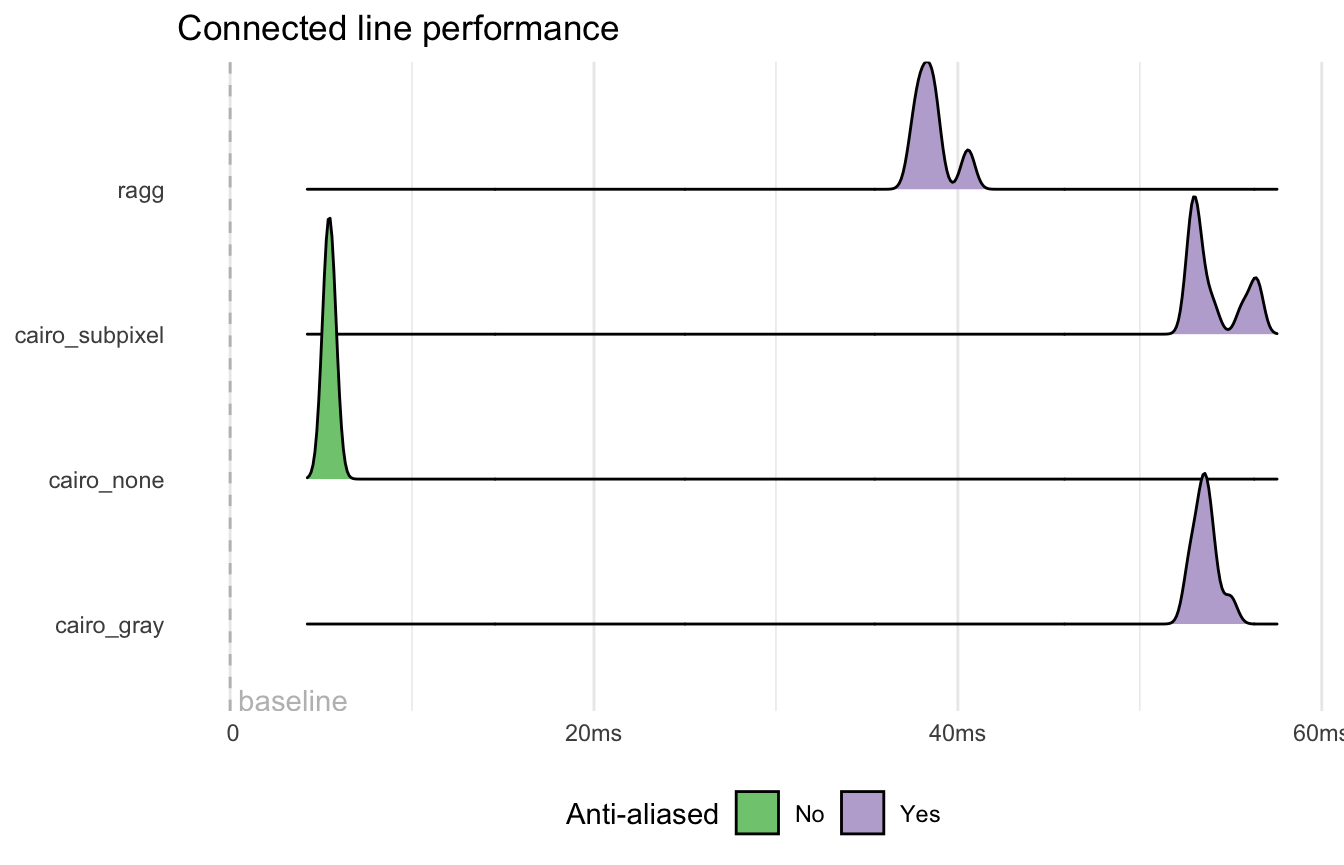 Connected line performance
ragg
cairo_subpixel
cairo_none
cairo_gray
baseline
0 20ms 40ms 60ms
Anti-aliased No Yes